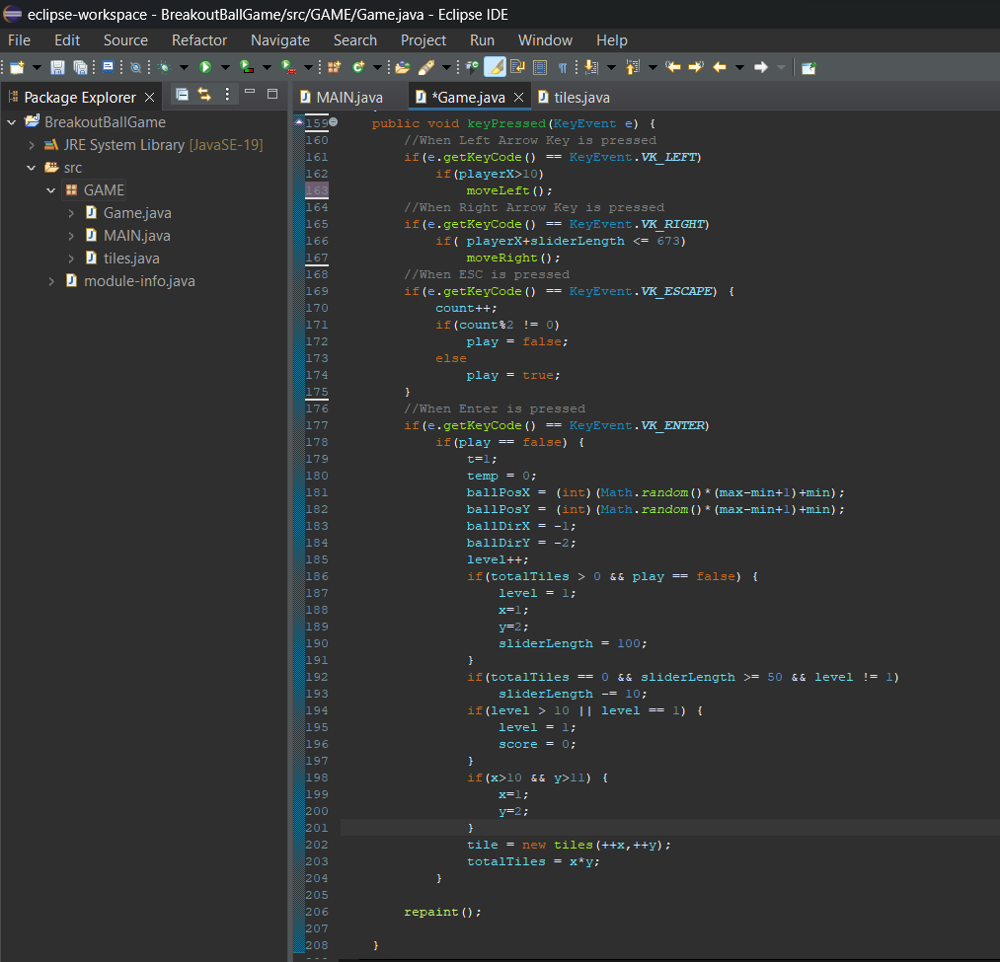 eclipse-workspace - BreakoutBallGame/src/GAME/Game.java - Eclipse IDE
File Edit Source Refactor Navigate Search Project Run Window Help
Package Explorer
MAIN.java *Game.java tiles.java
BreakoutBallGame
JRE System Library [JavaSE-19]
src
GAME
Game.java
MAIN.java
tiles.java
module-info.java
159 public void keyPressed(KeyEvent e) {
160 //When Left Arrow Key is pressed
161 if(e.getKeyCode() == KeyEvent.VK_LEFT)
162 if(playerX>10)
163 moveLeft();
164 //When Right Arrow Key is pressed
165 if(e.getKeyCode() == KeyEvent.VK_RIGHT)
166 if( playerX+sliderLength <= 673)
167 moveRight();
168 //When ESC is pressed
169 if(e.getKeyCode() == KeyEvent.VK_ESCAPE) {
170 count++;
171 if(count%2 != 0)
172 play = false;
173 else
174 play = true;
175 }
176 //When Enter is pressed
177 if(e.getKeyCode() == KeyEvent.VK_ENTER)
178 if(play == false) {
179 t=1;
180 temp = 0;
181 ballPosX = (int)(Math.random()*(max-min+1)+min);
182 ballPosY = (int)(Math.random()*(max-min+1)+min);
183 ballDirX = -1;
184 ballDirY = -2;
185 level++;
186 if(totalTiles > 0 && play == false) {
187 level = 1;
188 x=1;
189 y=2;
190 sliderLength = 100;
191 }
192 if(totalTiles == 0 && sliderLength >= 50 && level != 1)
193 sliderLength -= 10;
194 if(level > 10 || level == 1) {
195 level = 1;
196 score = 0;
197 }
198 if(x>10 && y>11) {
199 x=1;
200 y=2;
201 }
202 tile = new tiles(++x,++y);
203 totalTiles = x*y;
204 }
205
206 repaint();
207
208 }